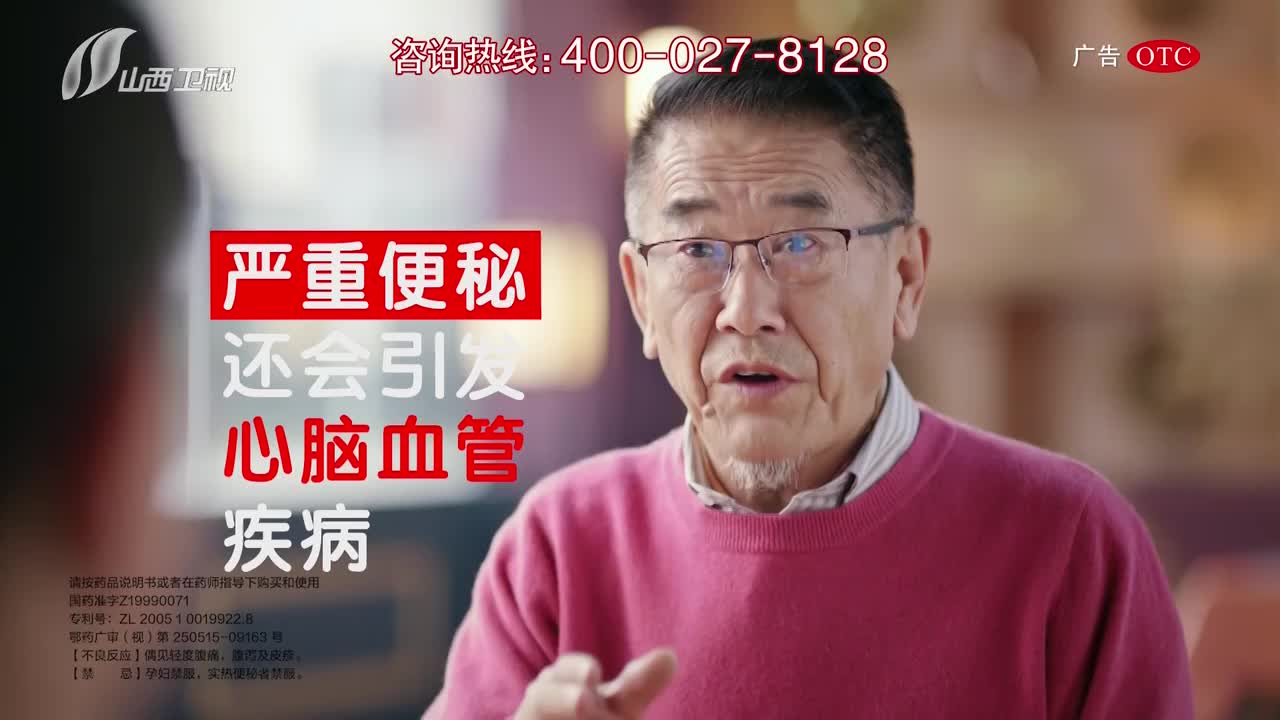 山西卫视
咨询热线:400-027-8128
广告 OTC
严重便秘
还会引发
心脑血管
疾病
请按药品说明书或者在药师指导下购买和使用
国药准字Z19990071
专利号：ZL 2005 1 0019922.8
鄂药广审（视）第 250515-09163 号
【不良反应】偶见轻度腹痛，腹泻及皮疹。
【禁　　忌】孕妇禁服，实热便秘者禁服。